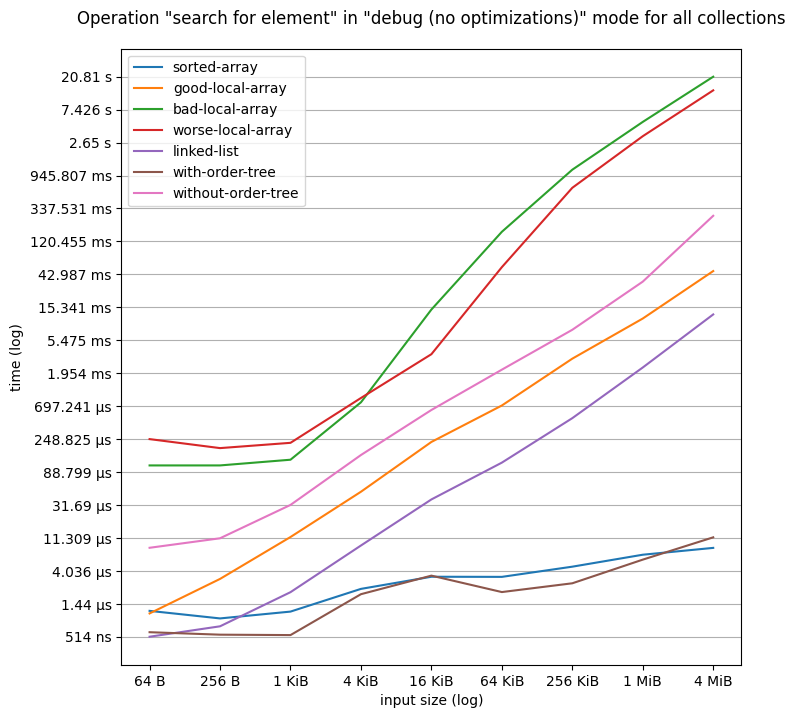 Operation "search for element" in "debug (no optimizations)" mode for all collections
sorted-array
good-local-array
bad-local-array
worse-local-array
linked-list
with-order-tree
without-order-tree
time (log)
20.81 s
7.426 s
2.65 s
945.807 ms
337.531 ms
120.455 ms
42.987 ms
15.341 ms
5.475 ms
1.954 ms
697.241 µs
248.825 µs
88.799 µs
31.69 µs
11.309 µs
4.036 µs
1.44 µs
514 ns
64 B
256 B
1 KiB
4 KiB
16 KiB
64 KiB
256 KiB
1 MiB
4 MiB
input size (log)